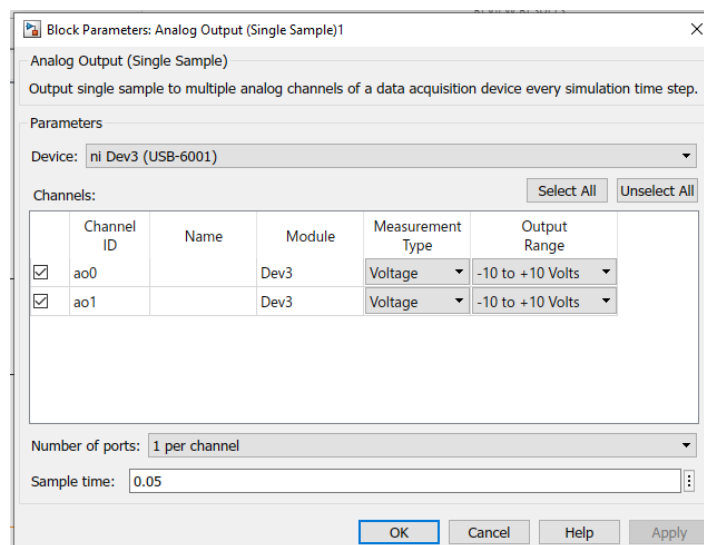 Block Parameters: Analog Output (Single Sample)1
Analog Output (Single Sample)
Output single sample to multiple analog channels of a data acquisition device every simulation time step.
Parameters
Device: ni Dev3 (USB-6001)
Channels: Select All Unselect All
Channel ID Name Module Measurement Type Output Range
ao0 Dev3 Voltage -10 to +10 Volts
ao1 Dev3 Voltage -10 to +10 Volts
Number of ports: 1 per channel
Sample time: 0.05
OK Cancel Help Apply